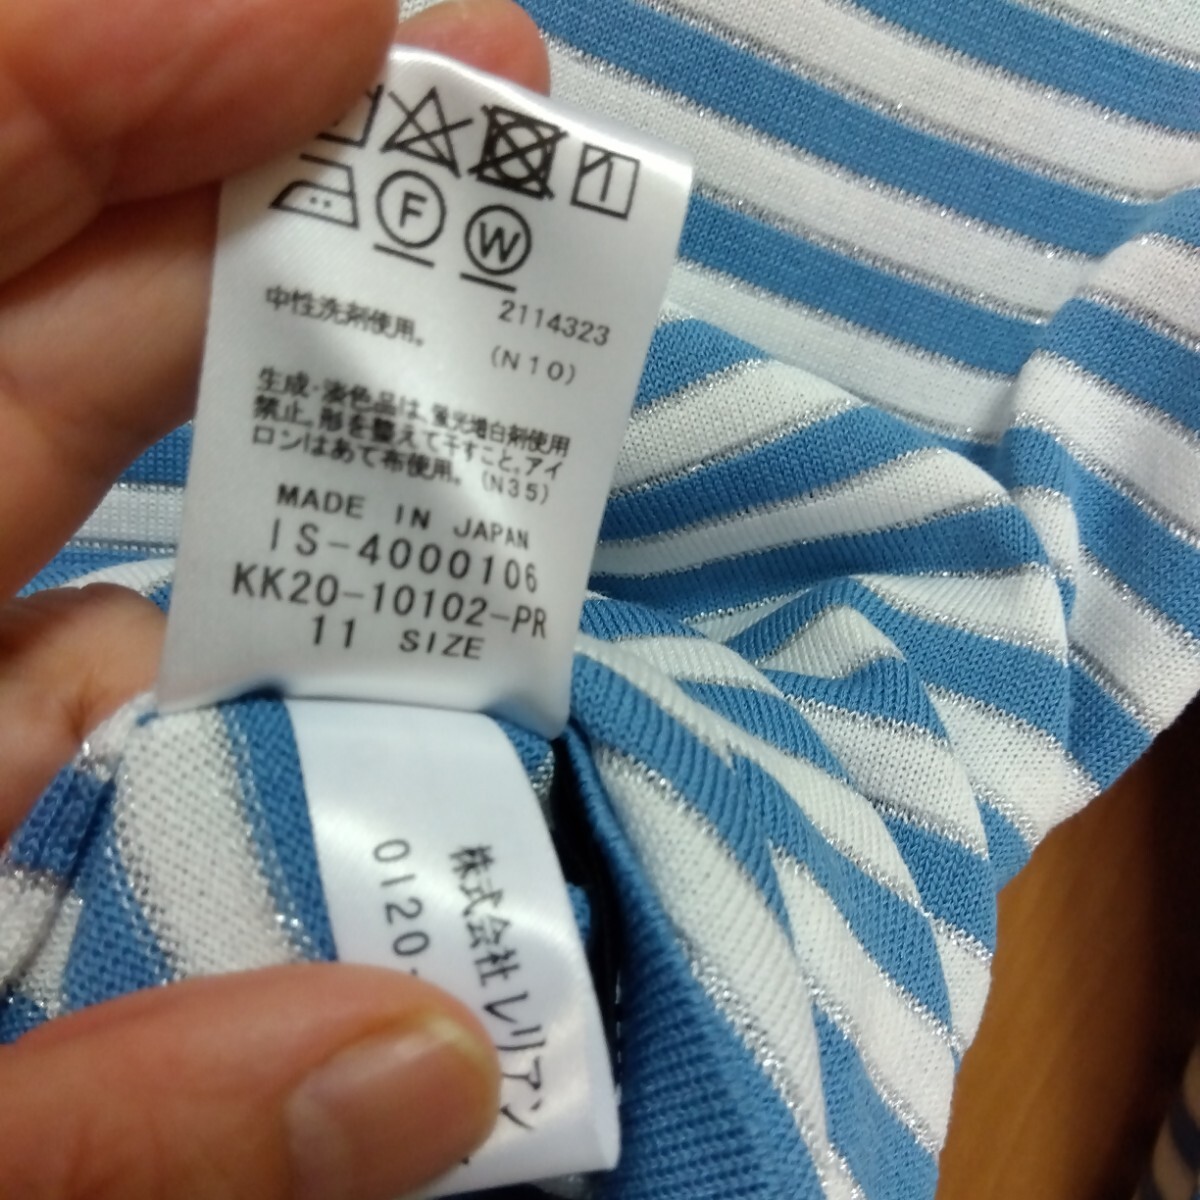 F W
中性洗剤使用。
2114323
(N10)
生成・淡色品は、蛍光増白剤使用
禁止。形を整えて干すこと。アイ
ロンはあて布使用。(N35)
MADE IN JAPAN
IS-4000106
KK20-10102-PR
11 SIZE
株式会社レリアン
0120-